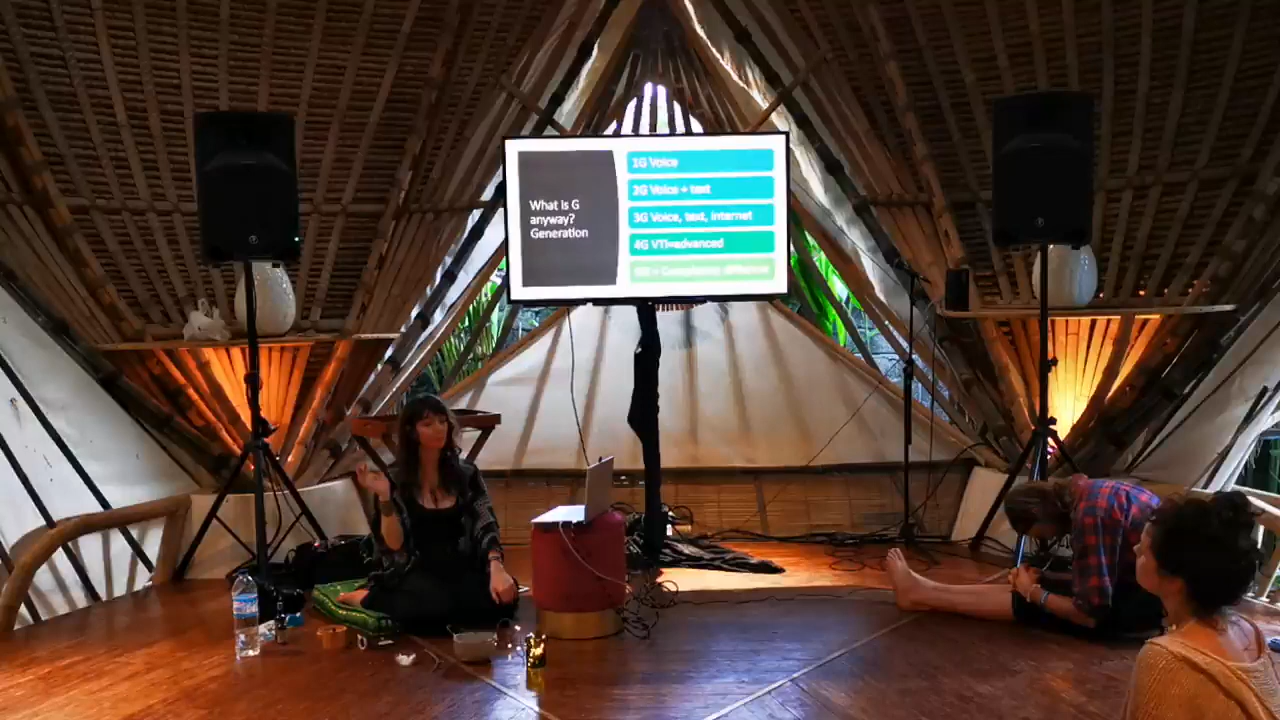 What is G
anyway?
Generation
1G Voice
2G Voice + text
3G Voice, text, internet
4G VTI=advanced